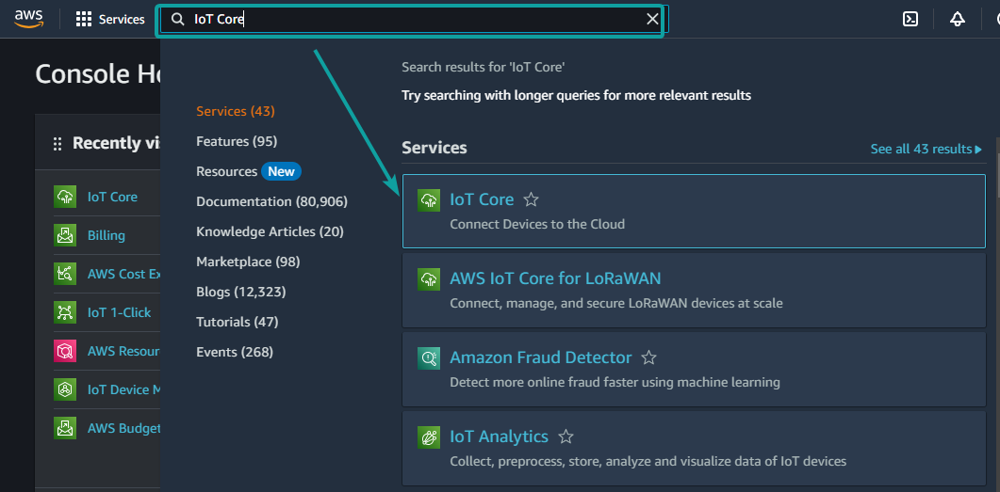 aws
Services
IoT Core
Console Ho
Recently vi
IoT Core
Billing
AWS Cost Ex
IoT 1-Click
AWS Resour
IoT Device M
AWS Budget
Services (43)
Features (95)
Resources New
Documentation (80,906)
Knowledge Articles (20)
Marketplace (98)
Blogs (12,323)
Tutorials (47)
Events (268)
Search results for 'IoT Core'
Try searching with longer queries for more relevant results
Services
See all 43 results
IoT Core
Connect Devices to the Cloud
AWS IoT Core for LoRaWAN
Connect, manage, and secure LoRaWAN devices at scale
Amazon Fraud Detector
Detect more online fraud faster using machine learning
IoT Analytics
Collect, preprocess, store, analyze and visualize data of IoT devices